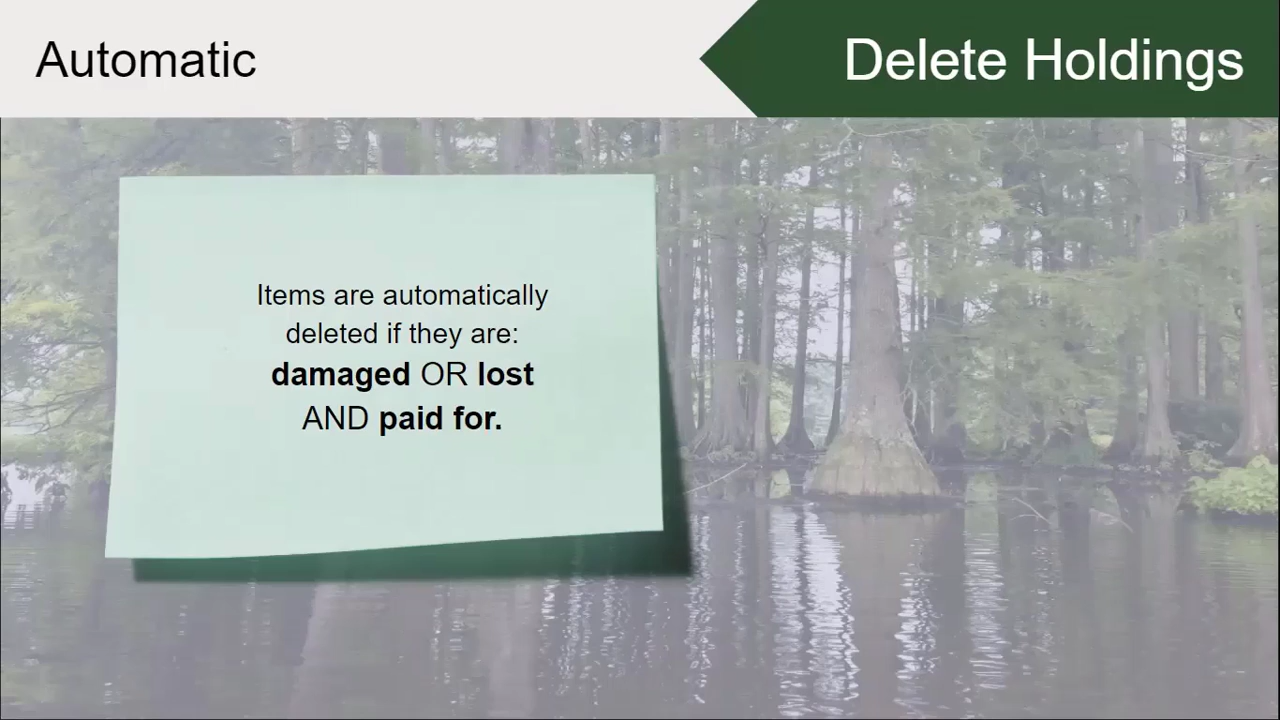 Automatic
Delete Holdings
Items are automatically
deleted if they are:
damaged OR lost
AND paid for.